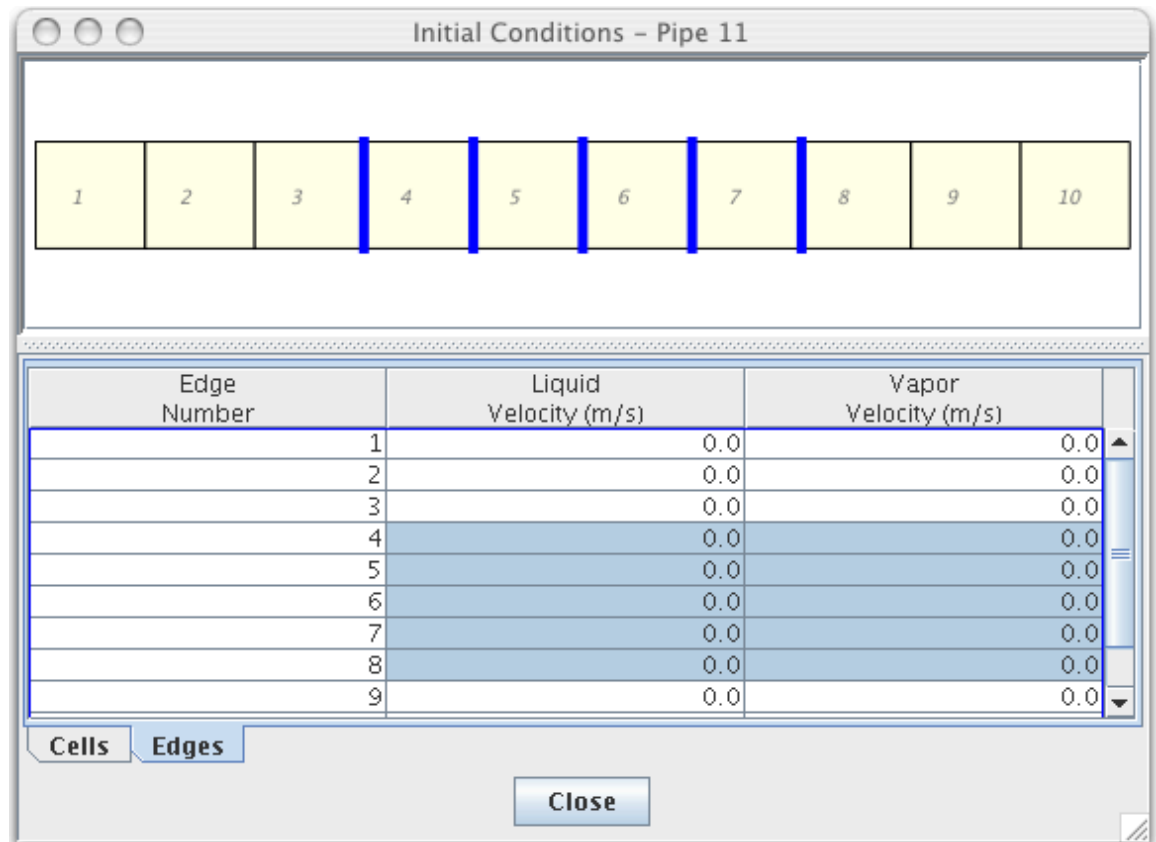 Initial Conditions – Pipe 11
1 2 3 4 5 6 7 8 9 10
Edge Number Liquid Velocity (m/s) Vapor Velocity (m/s)
1 0.0 0.0
2 0.0 0.0
3 0.0 0.0
4 0.0 0.0
5 0.0 0.0
6 0.0 0.0
7 0.0 0.0
8 0.0 0.0
9 0.0 0.0
Cells Edges
Close